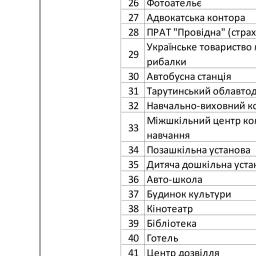 26 Фотоательє
27 Адвокатська контора
28 ПРАТ "Провідна" (страх
Українське товариство
29
рибалки
30 Автобусна станція
31 Тарутинський облавтод
32 Навчально-виховний ко
Міжшкільний центр ко
33
навчання
34 Позашкільна установа
35 Дитяча дошкільна уста
36 Авто-школа
37 Будинок культури
38 Кінотеатр
39 Бібліотека
40 Готель
41 Центр дозвілля